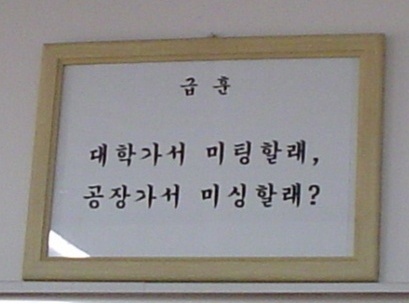 급 훈
대학가서 미팅할래,
공장가서 미싱할래?